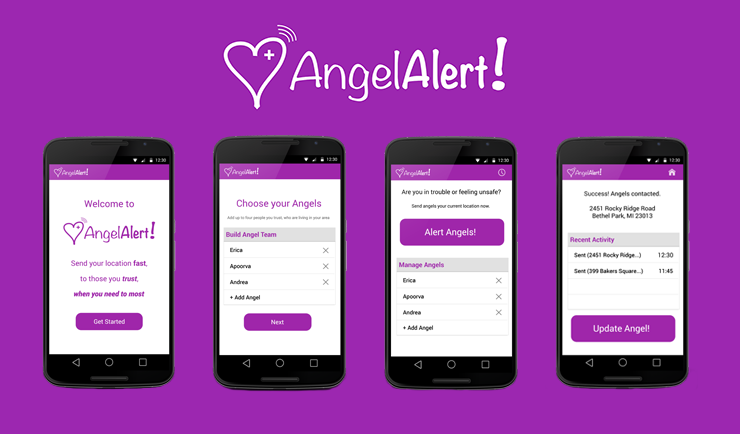 AngelAlert!
12:30
AngelAlert!
Welcome to
AngelAlert!
Send your location fast,
to those you trust,
when you need to most
Get Started
12:30
AngelAlert!
Choose your Angels
Add up to four people you trust, who are living in your area
Build Angel Team
Erica
Apoorva
Andrea
+ Add Angel
Next
12:30
AngelAlert!
Are you in trouble or feeling unsafe?
Send angels your current location now.
Alert Angels!
Manage Angels
Erica
Apoorva
Andrea
+ Add Angel
12:30
AngelAlert!
Success! Angels contacted.
2451 Rocky Ridge Road
Bethel Park, MI 23013
Recent Activity
Sent (2451 Rocky Ridge...) 12:30
Sent (399 Bakers Square...) 11:45
Update Angel!